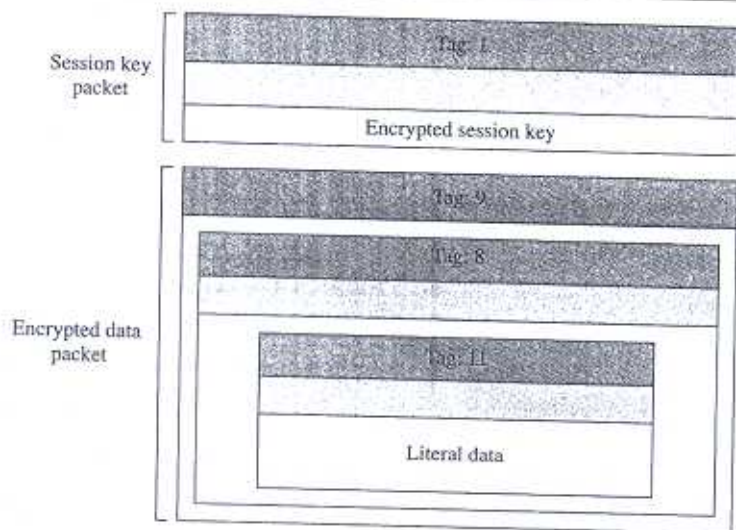 Tag: 1
Session key
packet
Encrypted session key
Tag: 9
Tag: 8
Encrypted data
packet
Tag: 11
Literal data